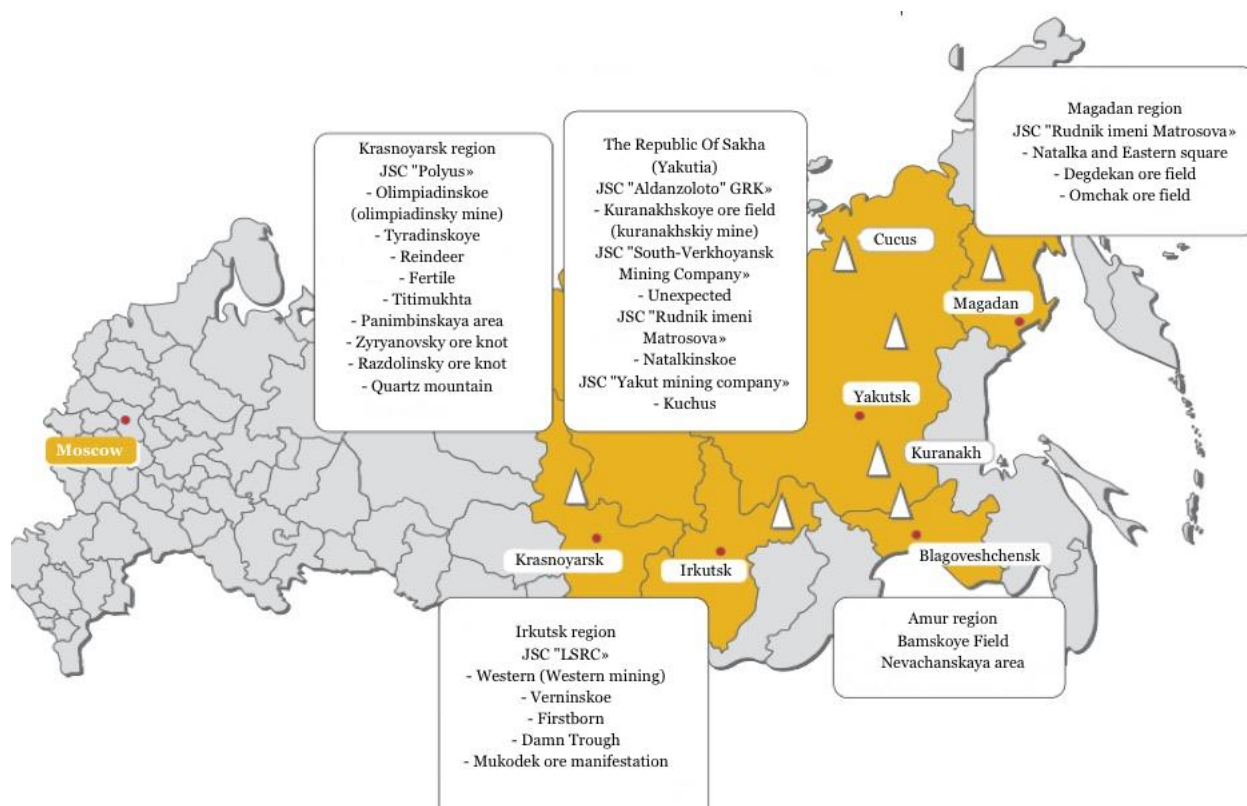 Krasnoyarsk region
JSC "Polyus»
- Olimpiadinskoe
(olimpiadinsky mine)
- Tyradinskoye
- Reindeer
- Fertile
- Titimukhta
- Panimbinskaya area
- Zyryanovsky ore knot
- Razdolinsky ore knot
- Quartz mountain
The Republic Of Sakha
(Yakutia)
JSC "Aldanzoloto" GRK»
- Kuranakhskoye ore field
(kuranakhskiy mine)
JSC "South-Verkhoyansk
Mining Company»
- Unexpected
JSC "Rudnik imeni
Matrosova»
- Natalkinskoe
JSC "Yakut mining company»
- Kuchus
Magadan region
JSC "Rudnik imeni Matrosova»
- Natalka and Eastern square
- Degdekan ore field
- Omchak ore field
Cucus
Magadan
Yakutsk
Moscow
Kuranakh
Krasnoyarsk
Irkutsk
Blagoveshchensk
Irkutsk region
JSC "LSRC»
- Western (Western mining)
- Verninskoe
- Firstborn
- Damn Trough
- Mukodek ore manifestation
Amur region
Bamskoye Field
Nevachanskaya area